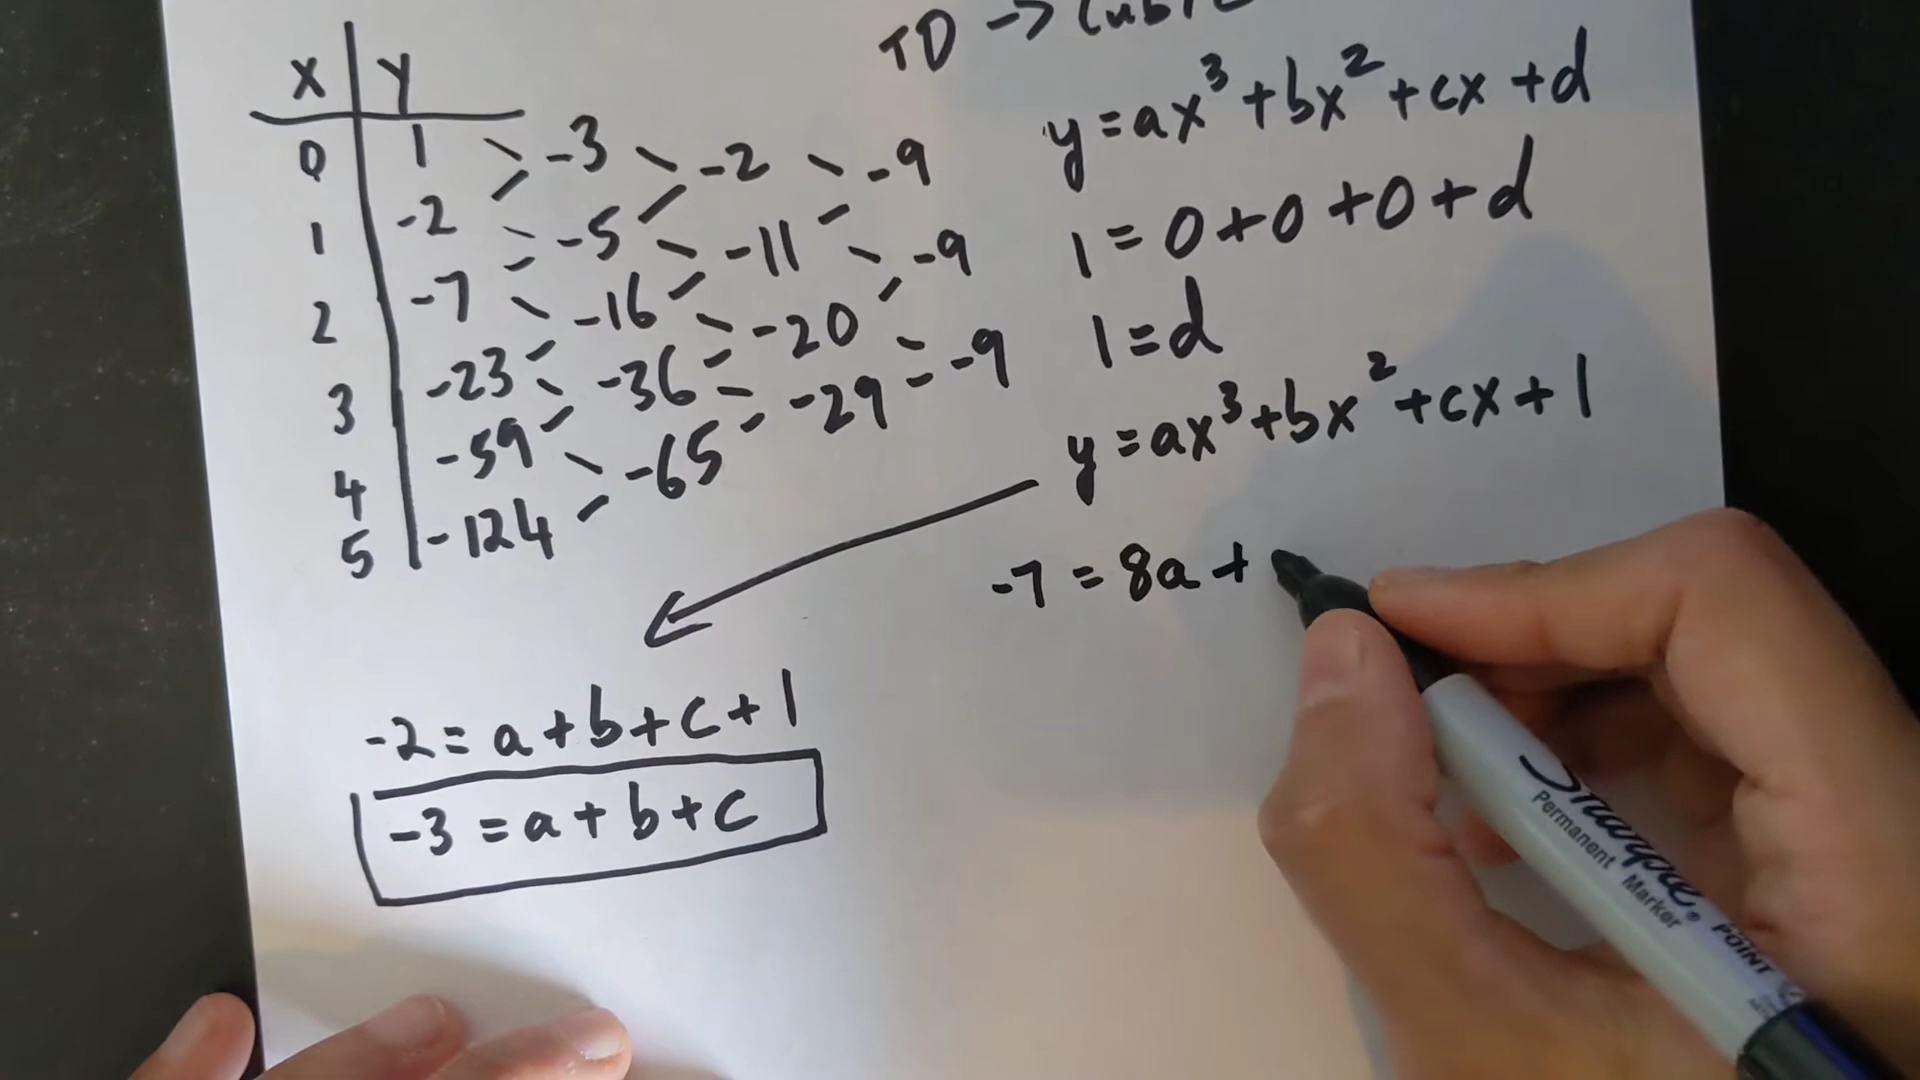 TD -> Cubic
x | y
0 1 -3 -2 -9
1 -2 -5 -11 -9
2 -7 -16 -20 -9
3 -23 -36 -29
4 -59 -65
5 -124
y = ax³ + bx² + cx + d
1 = 0 + 0 + 0 + d
1 = d
y = ax³ + bx² + cx + 1
-7 = 8a +
-2 = a + b + c + 1
-3 = a + b + c
Sharpie®
Permanent Marker
POINT